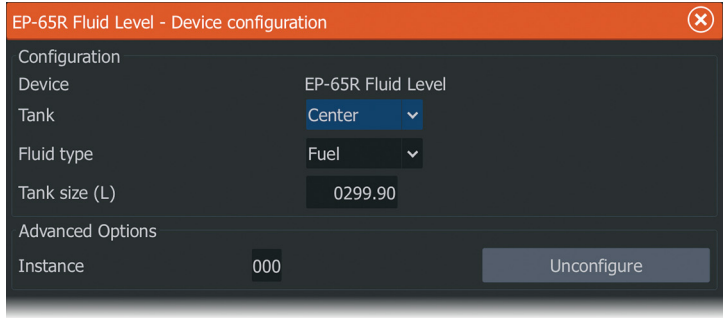 EP-65R Fluid Level - Device configuration
Configuration
Device EP-65R Fluid Level
Tank Center
Fluid type Fuel
Tank size (L) 0299.90
Advanced Options
Instance 000 Unconfigure